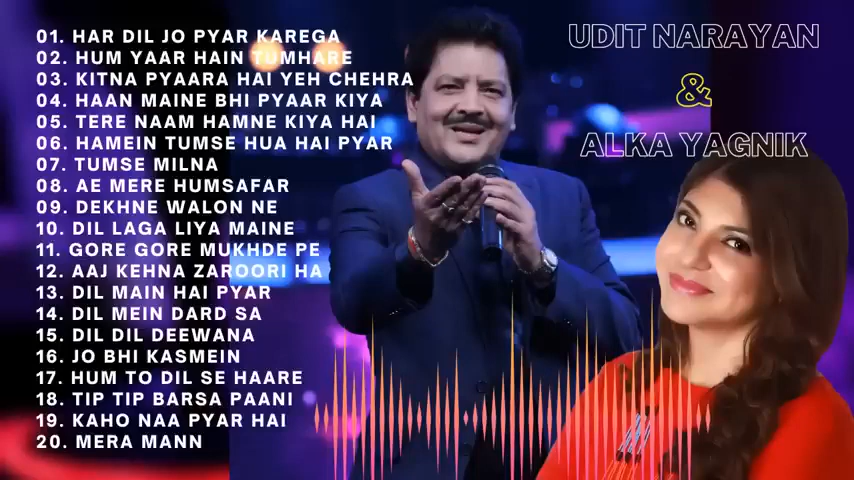 01. HAR DIL JO PYAR KAREGA
02. HUM YAAR HAIN TUMHARE
03. KITNA PYAARA HAI YEH CHEHRA
04. HAAN MAINE BHI PYAAR KIYA
05. TERE NAAM HAMNE KIYA HAI
06. HAMEIN TUMSE HUA HAI PYAR
07. TUMSE MILNA
08. AE MERE HUMSAFAR
09. DEKHNE WALON NE
10. DIL LAGA LIYA MAINE
11. GORE GORE MUKHDE PE
12. AAJ KEHNA ZAROORI HA
13. DIL MAIN HAI PYAR
14. DIL MEIN DARD SA
15. DIL DIL DEEWANA
16. JO BHI KASMEIN
17. HUM TO DIL SE HAARE
18. TIP TIP BARSA PAANI
19. KAHO NAA PYAR HAI
20. MERA MANN
UDIT NARAYAN
&
ALKA YAGNIK